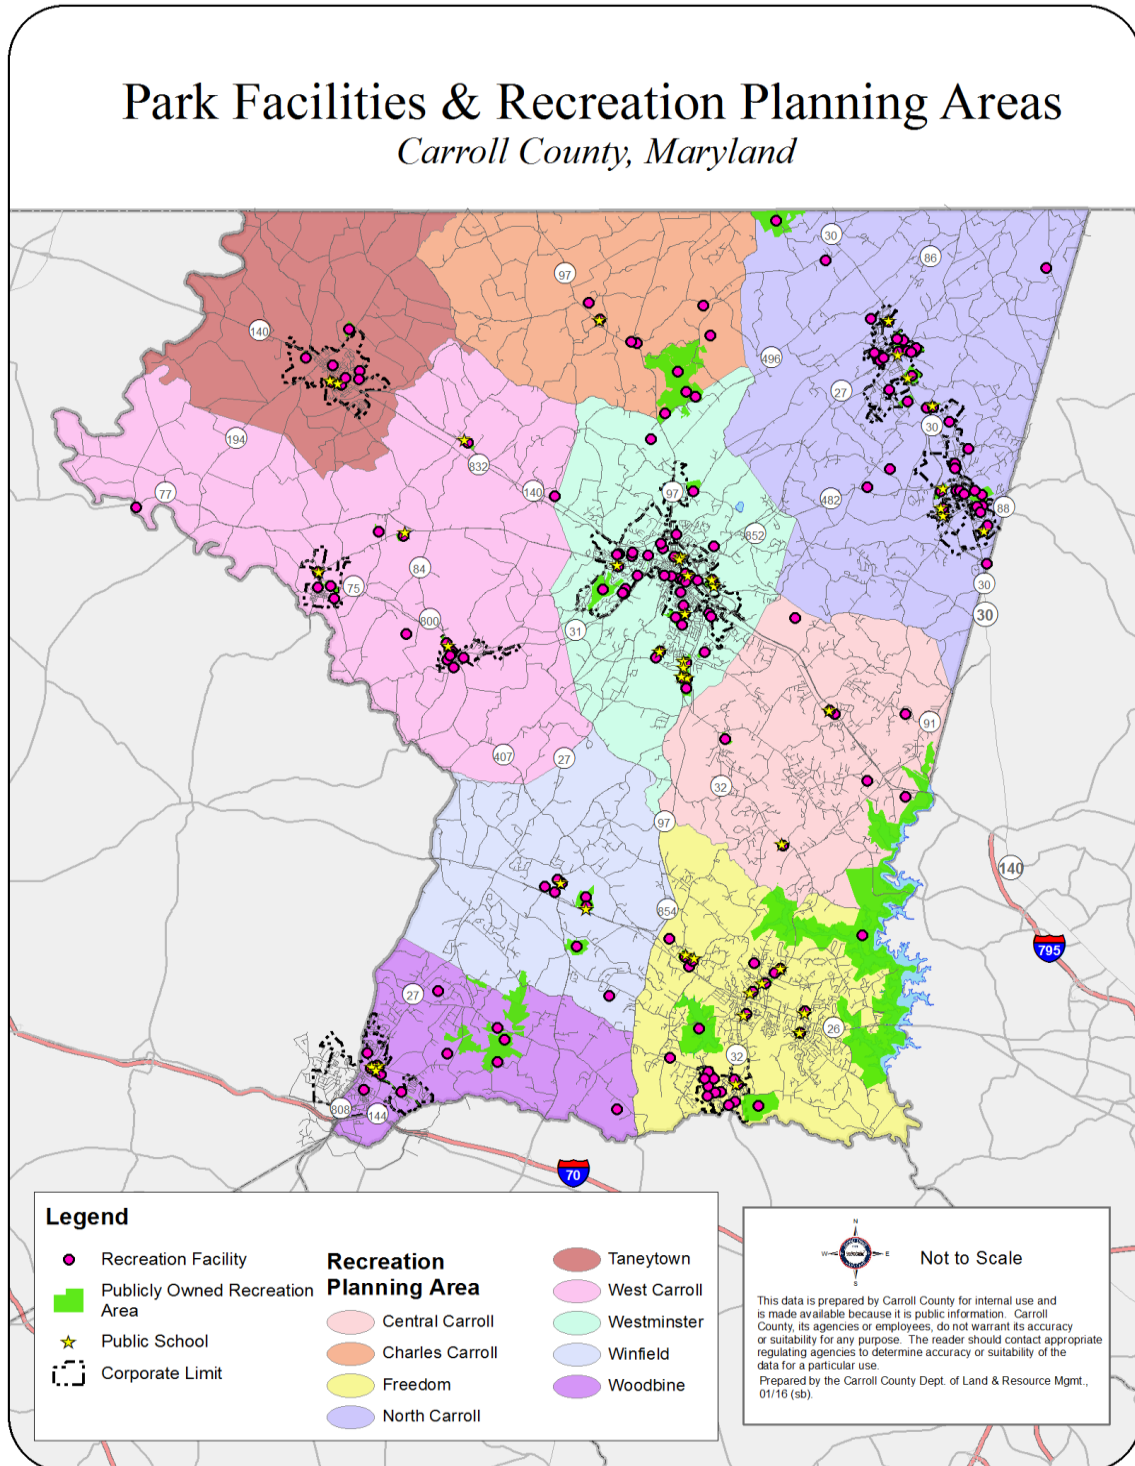 Park Facilities & Recreation Planning Areas
Carroll County, Maryland
30
86
97
140
496
27
30
194
832
77
140
97
482
88
852
84
75
30
800
30
31
91
407
27
32
97
140
854
795
27
26
32
808
144
70
Legend
Recreation Facility
Publicly Owned Recreation
Area
Public School
Corporate Limit
Recreation
Planning Area
Central Carroll
Charles Carroll
Freedom
North Carroll
Taneytown
West Carroll
Westminster
Winfield
Woodbine
N
W
E
S
Not to Scale
This data is prepared by Carroll County for internal use and
is made available because it is public information. Carroll
County, its agencies or employees, do not warrant its accuracy
or suitability for any purpose. The reader should contact appropriate
regulating agencies to determine accuracy or suitability of the
data for a particular use.
Prepared by the Carroll County Dept. of Land & Resource Mgmt.,
01/16 (sb).